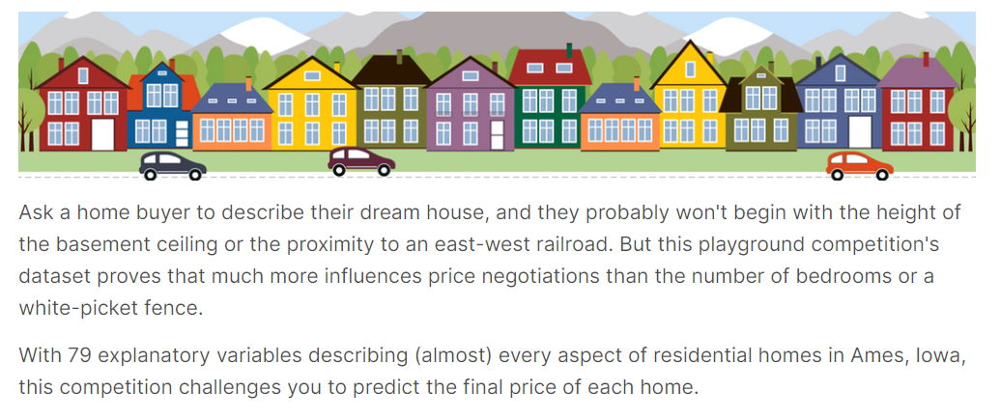 Ask a home buyer to describe their dream house, and they probably won't begin with the height of
the basement ceiling or the proximity to an east-west railroad. But this playground competition's
dataset proves that much more influences price negotiations than the number of bedrooms or a
white-picket fence.
With 79 explanatory variables describing (almost) every aspect of residential homes in Ames, Iowa,
this competition challenges you to predict the final price of each home.